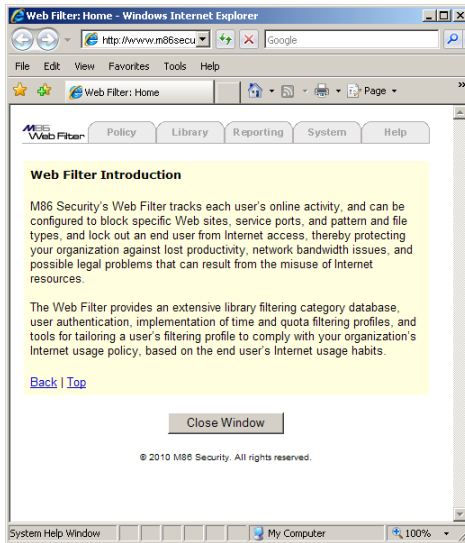 Web Filter: Home - Windows Internet Explorer
http://www.m86secu
Google
File Edit View Favorites Tools Help
Web Filter: Home
Page
»
M86
Web Filter
Policy Library Reporting System Help
Web Filter Introduction
M86 Security's Web Filter tracks each user's online activity, and can be
configured to block specific Web sites, service ports, and pattern and file
types, and lock out an end user from Internet access, thereby protecting
your organization against lost productivity, network bandwidth issues, and
possible legal problems that can result from the misuse of Internet
resources.
The Web Filter provides an extensive library filtering category database,
user authentication, implementation of time and quota filtering profiles, and
tools for tailoring a user's filtering profile to comply with your organization's
Internet usage policy, based on the end user's Internet usage habits.
Back | Top
Close Window
© 2010 M86 Security. All rights reserved.
System Help Window My Computer 100%